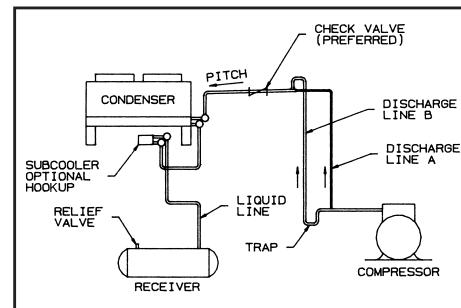 CHECK VALVE
(PREFERRED)
PITCH
CONDENSER
DISCHARGE
LINE B
DISCHARGE
LINE A
SUBCOOLER
OPTIONAL
HOOKUP
RELIEF
VALVE
LIQUID
LINE
TRAP
RECEIVER
COMPRESSOR